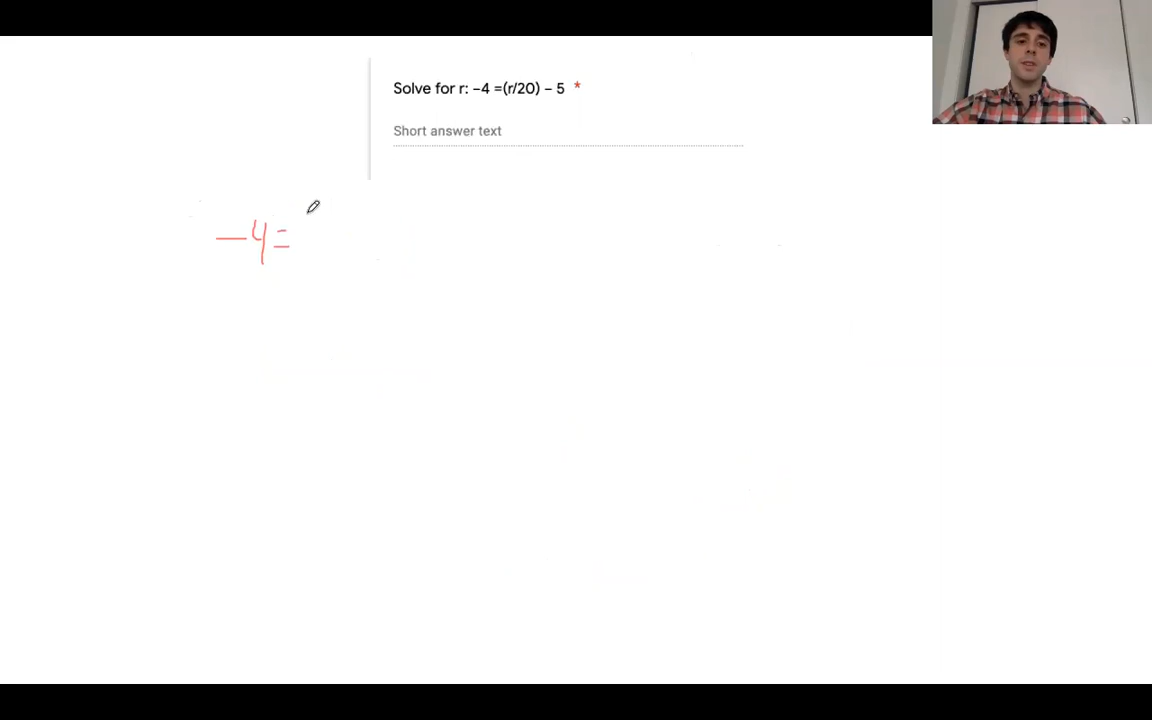 Solve for r: −4 =(r/20) − 5 *
Short answer text
—4=